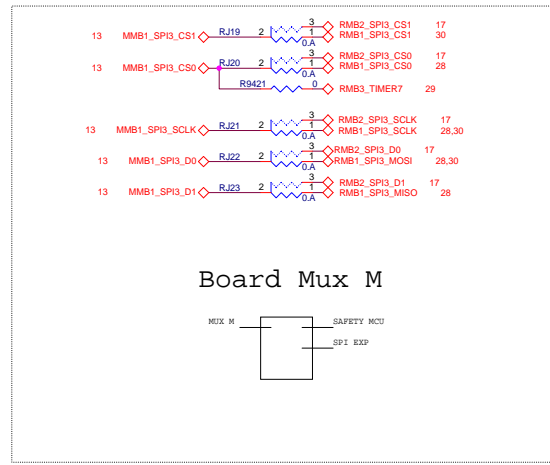 3 RMB2_SPI3_CS1 17
13 MMB1_SPI3_CS1 RJ19 2 1 RMB1_SPI3_CS1 30
0.A
3 RMB2_SPI3_CS0 17
13 MMB1_SPI3_CS0 RJ20 2 1 RMB1_SPI3_CS0 28
0.A
R9421 0 RMB3_TIMER7 29
3 RMB2_SPI3_SCLK 17
13 MMB1_SPI3_SCLK RJ21 2 1 RMB1_SPI3_SCLK 28,30
0.A
3 RMB2_SPI3_D0 17
13 MMB1_SPI3_D0 RJ22 2 1 RMB1_SPI3_MOSI 28,30
0.A
3 RMB2_SPI3_D1 17
13 MMB1_SPI3_D1 RJ23 2 1 RMB1_SPI3_MISO 28
0.A
Board Mux M
MUX M SAFETY MCU
SPI EXP